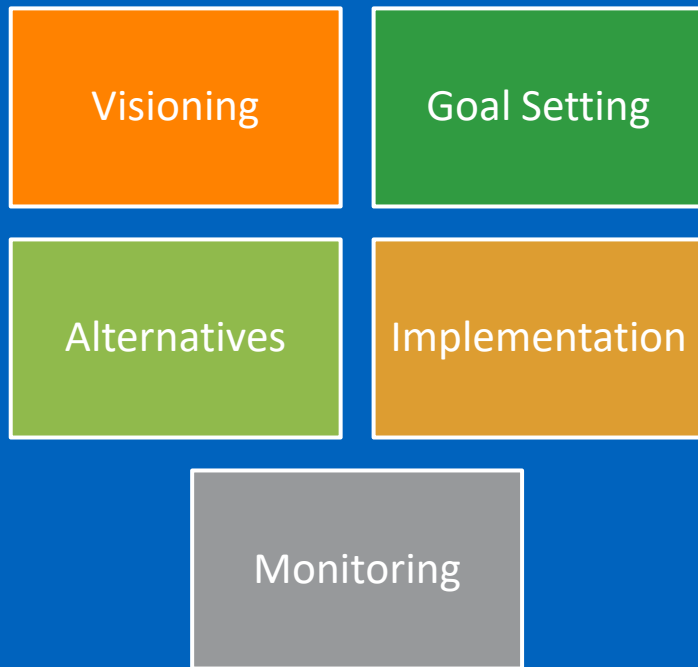 Visioning
Goal Setting
Alternatives
Implementation
Monitoring